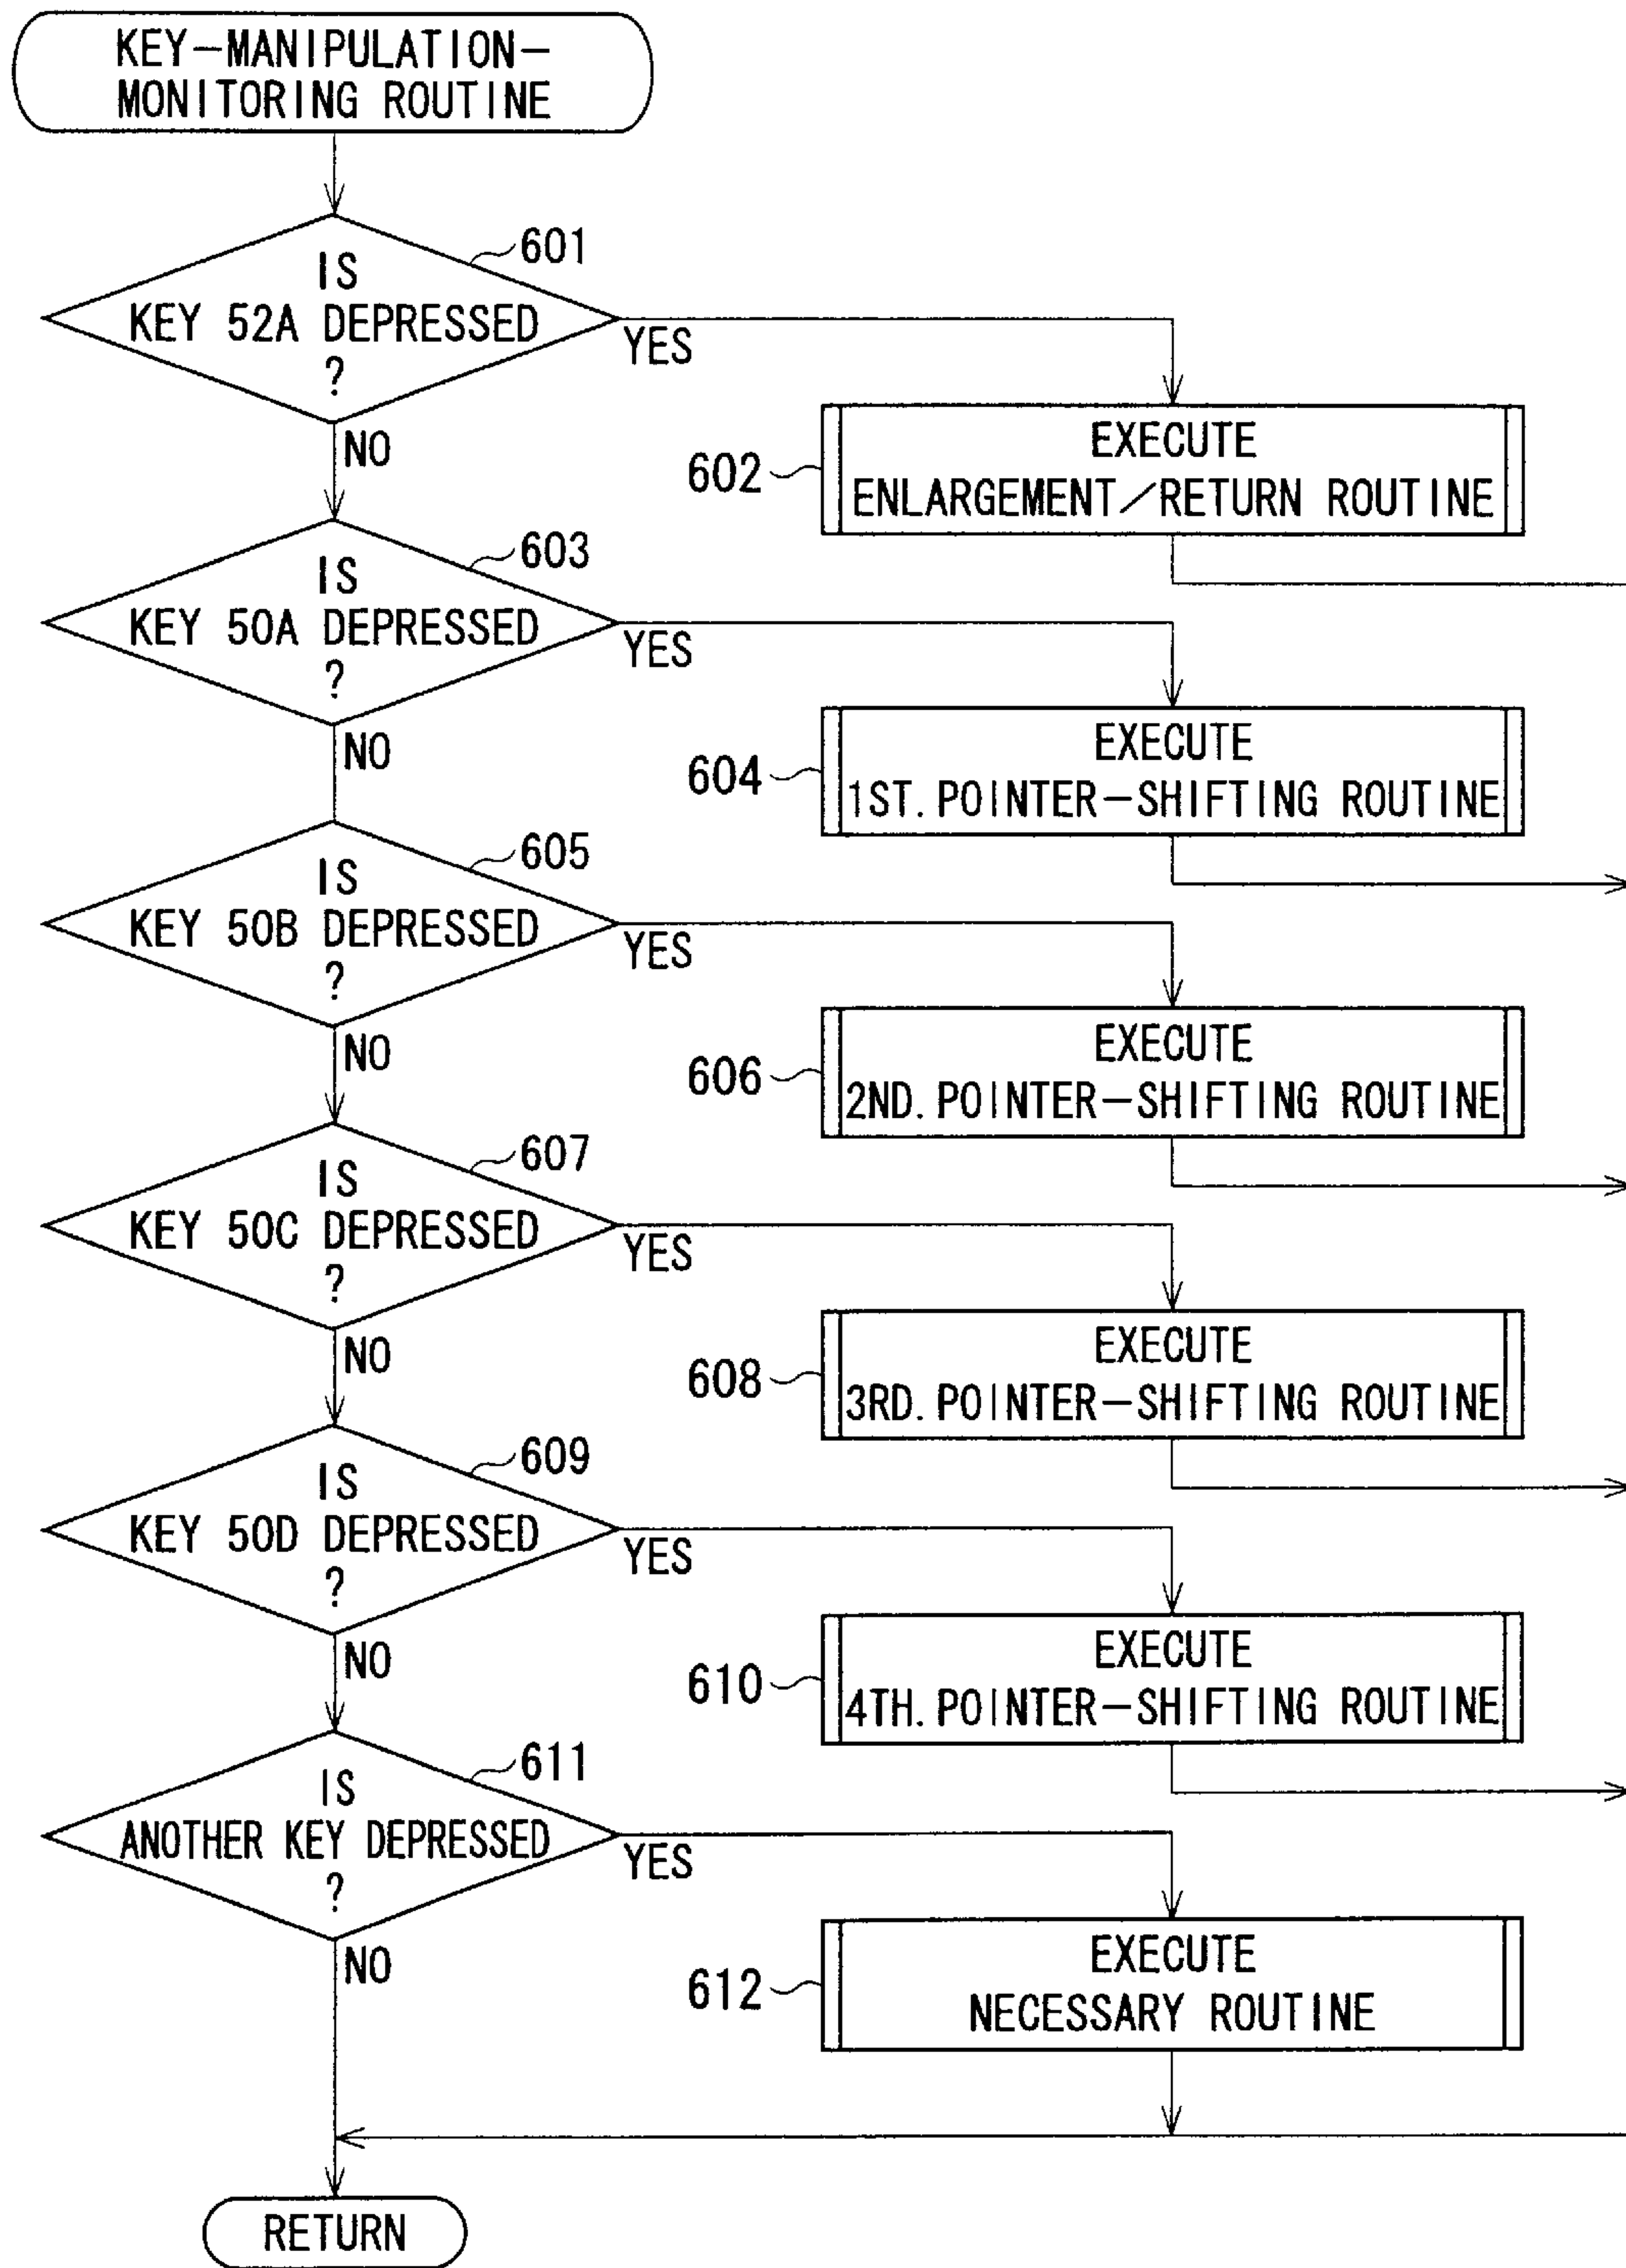 KEY-MANIPULATION-
MONITORING ROUTINE
601
IS
KEY 52A DEPRESSED
?
YES
NO
602
EXECUTE
ENLARGEMENT/RETURN ROUTINE
603
IS
KEY 50A DEPRESSED
?
YES
NO
604
EXECUTE
1ST. POINTER-SHIFTING ROUTINE
605
IS
KEY 50B DEPRESSED
?
YES
NO
606
EXECUTE
2ND. POINTER-SHIFTING ROUTINE
607
IS
KEY 50C DEPRESSED
?
YES
NO
608
EXECUTE
3RD. POINTER-SHIFTING ROUTINE
609
IS
KEY 50D DEPRESSED
?
YES
NO
610
EXECUTE
4TH. POINTER-SHIFTING ROUTINE
611
IS
ANOTHER KEY DEPRESSED
?
YES
NO
612
EXECUTE
NECESSARY ROUTINE
RETURN